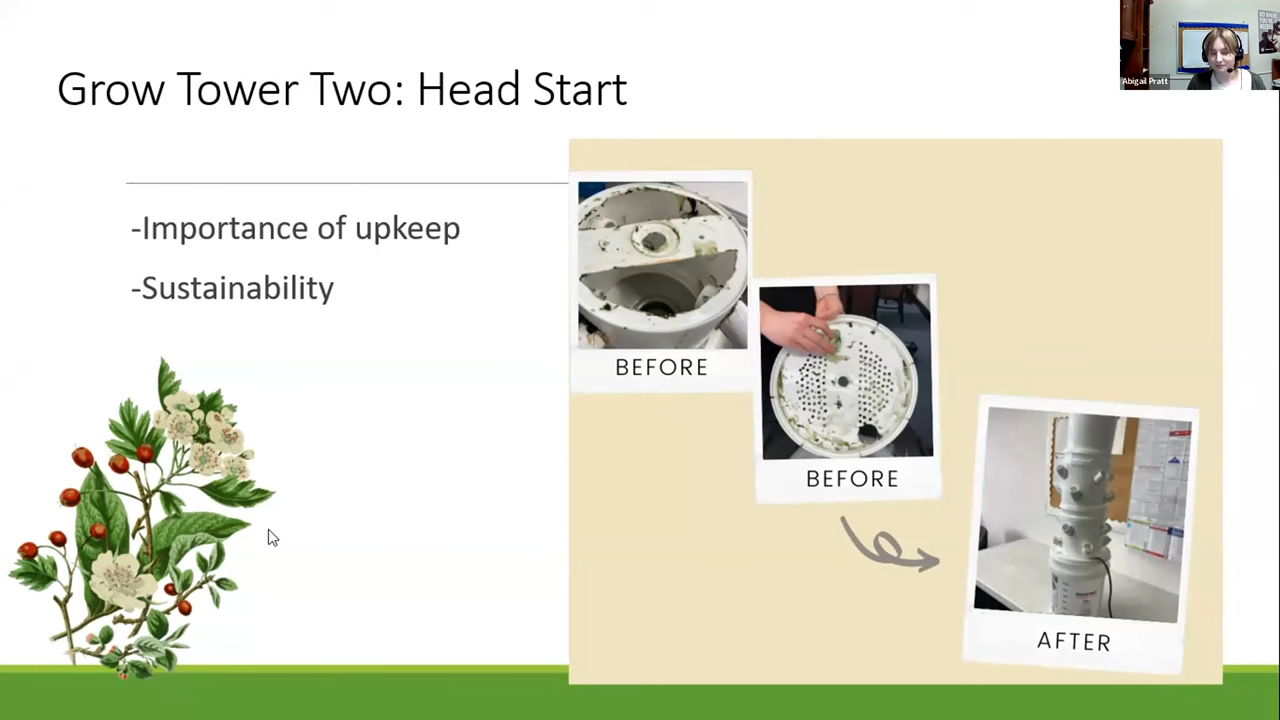 Grow Tower Two: Head Start
Abigail Pratt
-Importance of upkeep
-Sustainability
BEFORE
BEFORE
AFTER